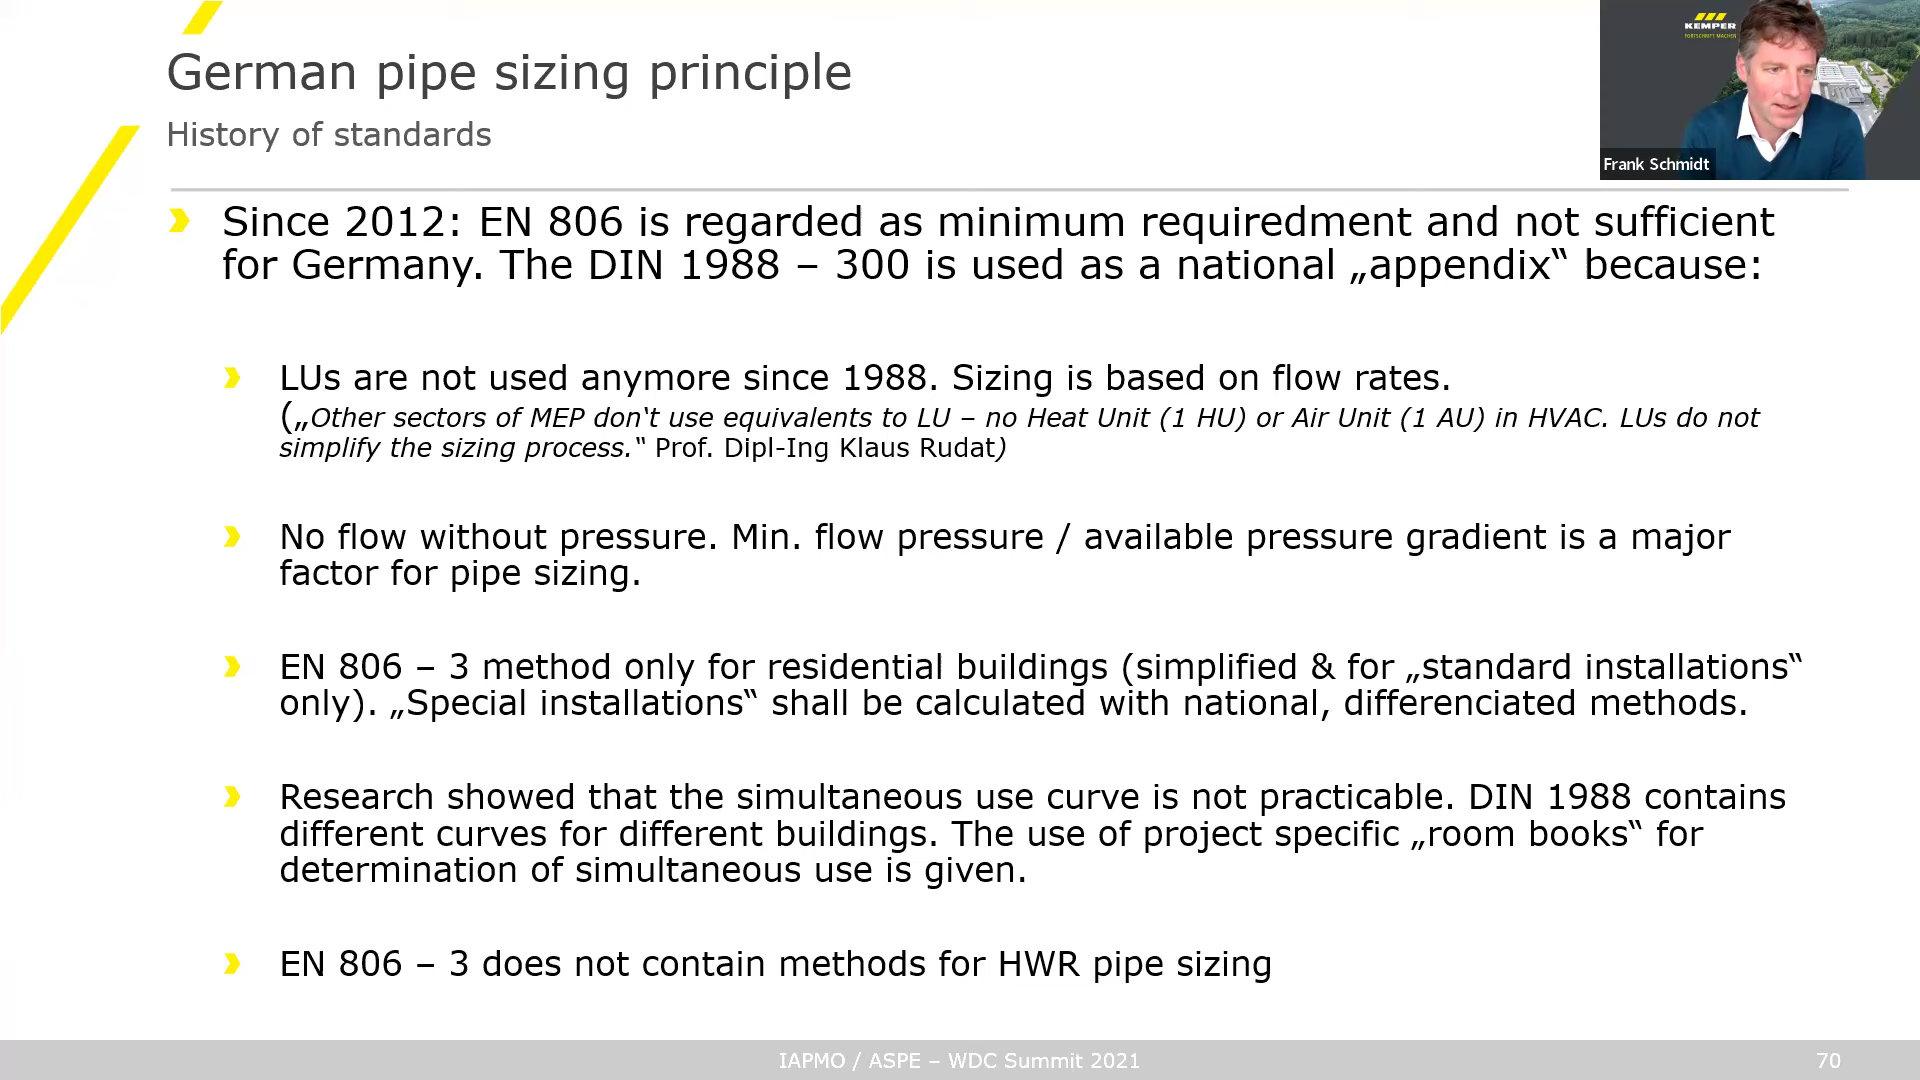 German pipe sizing principle
History of standards
KEMPER
FORTSCHRITT MACHEN
Frank Schmidt
Since 2012: EN 806 is regarded as minimum requiredment and not sufficient
for Germany. The DIN 1988 – 300 is used as a national „appendix“ because:
LUs are not used anymore since 1988. Sizing is based on flow rates.
(„Other sectors of MEP don‘t use equivalents to LU – no Heat Unit (1 HU) or Air Unit (1 AU) in HVAC. LUs do not
simplify the sizing process.“ Prof. Dipl-Ing Klaus Rudat)
No flow without pressure. Min. flow pressure / available pressure gradient is a major
factor for pipe sizing.
EN 806 – 3 method only for residential buildings (simplified & for „standard installations“
only). „Special installations“ shall be calculated with national, differenciated methods.
Research showed that the simultaneous use curve is not practicable. DIN 1988 contains
different curves for different buildings. The use of project specific „room books“ for
determination of simultaneous use is given.
EN 806 – 3 does not contain methods for HWR pipe sizing
IAPMO / ASPE – WDC Summit 2021
70